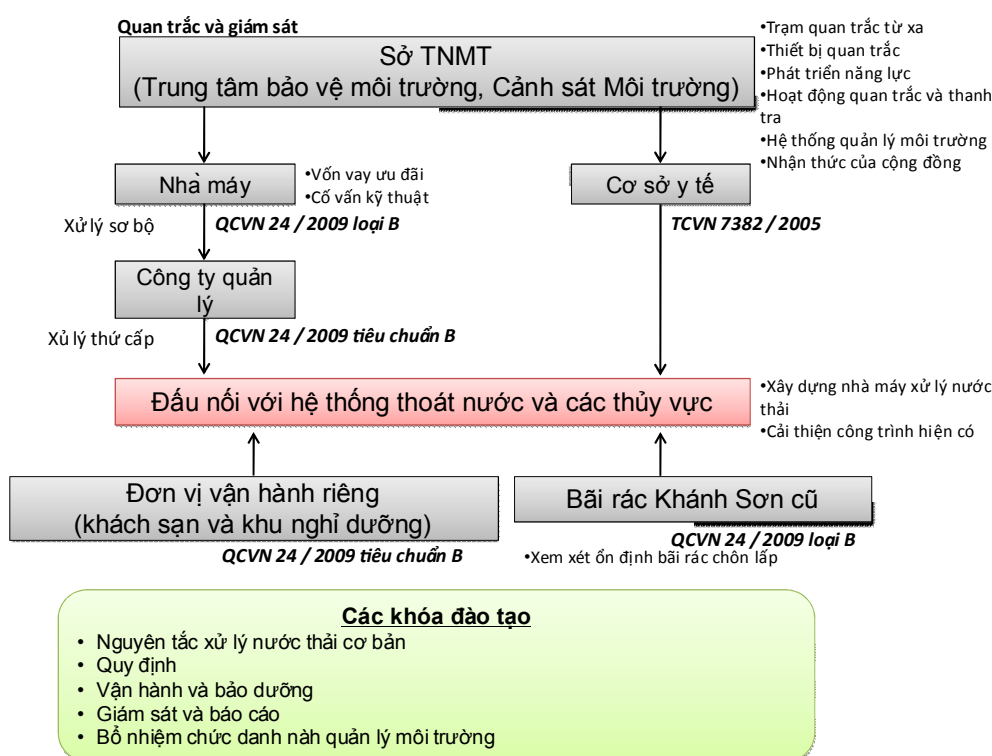 Quan trắc và giám sát
Sở TNMT
(Trung tâm bảo vệ môi trường, Cảnh sát Môi trường)
•Trạm quan trắc từ xa
•Thiết bị quan trắc
•Phát triển năng lực
•Hoạt động quan trắc và thanh
tra
•Hệ thống quản lý môi trường
•Nhận thức của cộng đồng
Nhà máy
•Vốn vay ưu đãi
•Cố vấn kỹ thuật
Cơ sở y tế
Xử lý sơ bộ
QCVN 24 / 2009 loại B
TCVN 7382 / 2005
Công ty quản
lý
Xủ lý thứ cấp
QCVN 24 / 2009 tiêu chuẩn B
Đấu nối với hệ thống thoát nước và các thủy vực
•Xây dựng nhà máy xử lý nước
thải
•Cải thiện công trình hiện có
Đơn vị vận hành riêng
(khách sạn và khu nghỉ dưỡng)
QCVN 24 / 2009 tiêu chuẩn B
Bãi rác Khánh Sơn cũ
QCVN 24 / 2009 loại B
•Xem xét ổn định bãi rác chôn lấp
Các khóa đào tạo
• Nguyên tắc xử lý nước thải cơ bản
• Quy định
• Vận hành và bảo dưỡng
• Giám sát và báo cáo
• Bổ nhiệm chức danh nàh quản lý môi trường